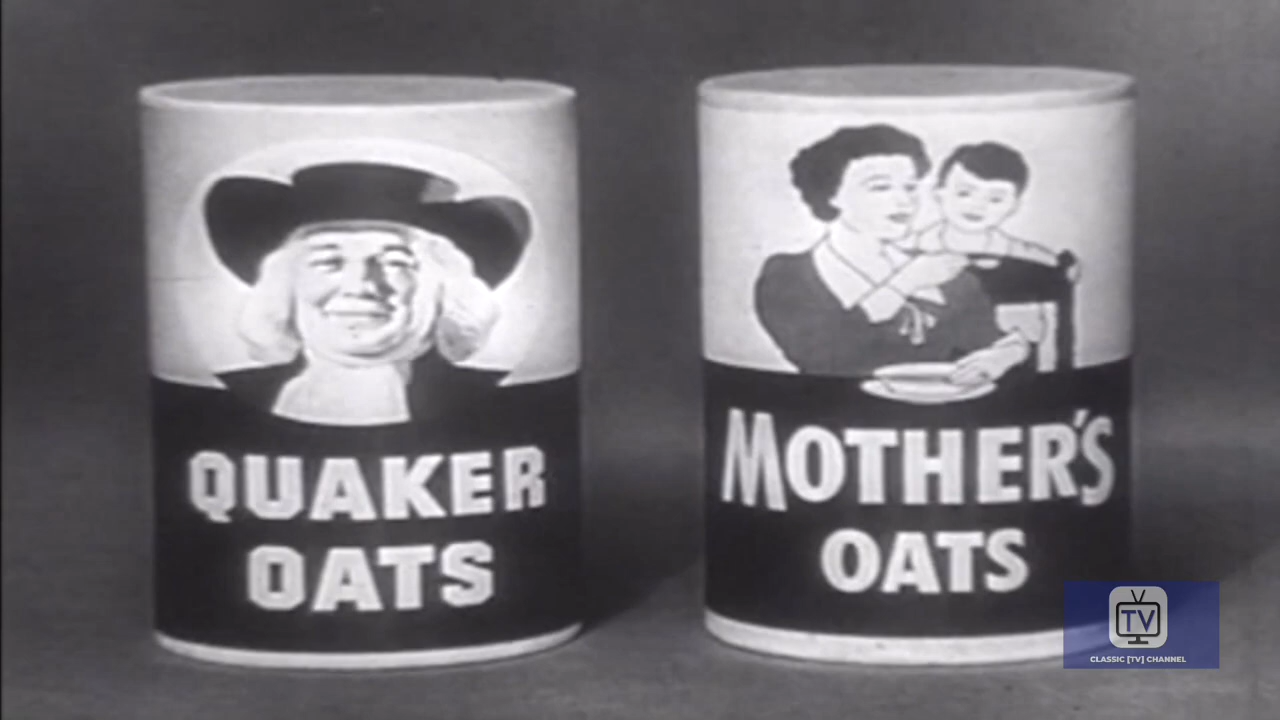 QUAKER
OATS
MOTHER'S
OATS
TV
CLASSIC [TV] CHANNEL